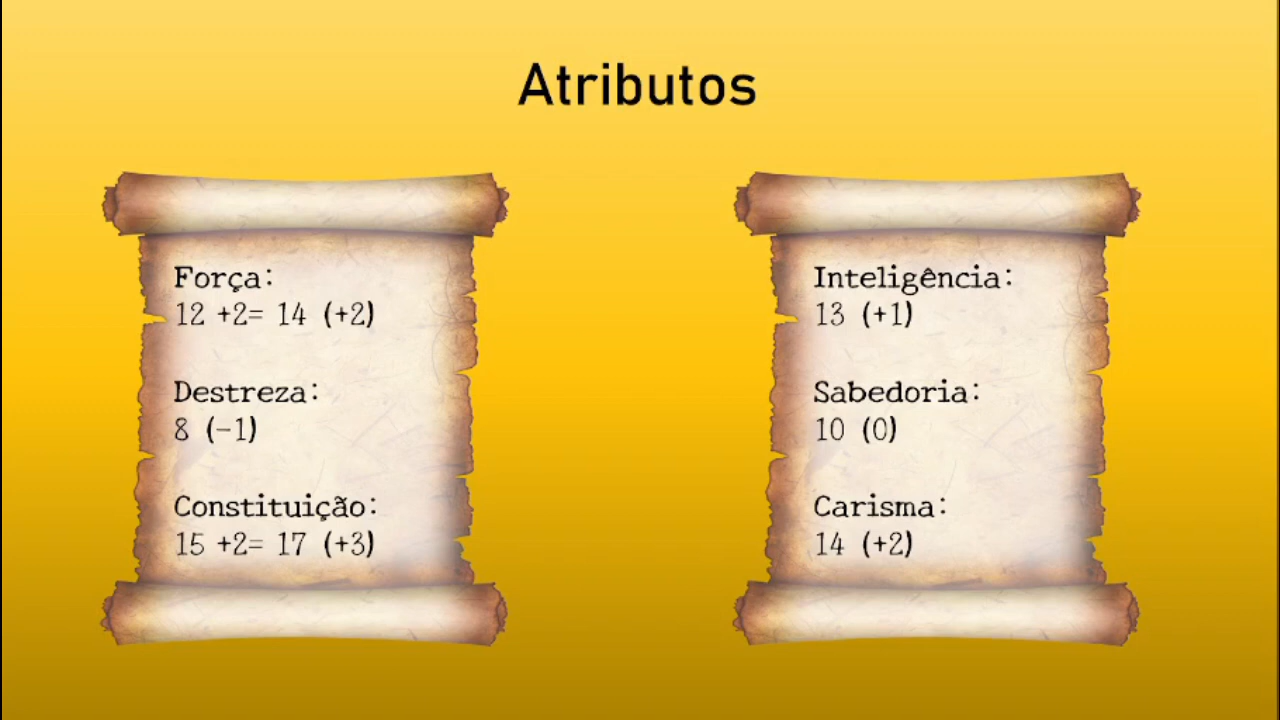 Atributos
Força:
12 +2= 14 (+2)
Destreza:
8 (-1)
Constituição:
15 +2= 17 (+3)
Inteligência:
13 (+1)
Sabedoria:
10 (0)
Carisma:
14 (+2)